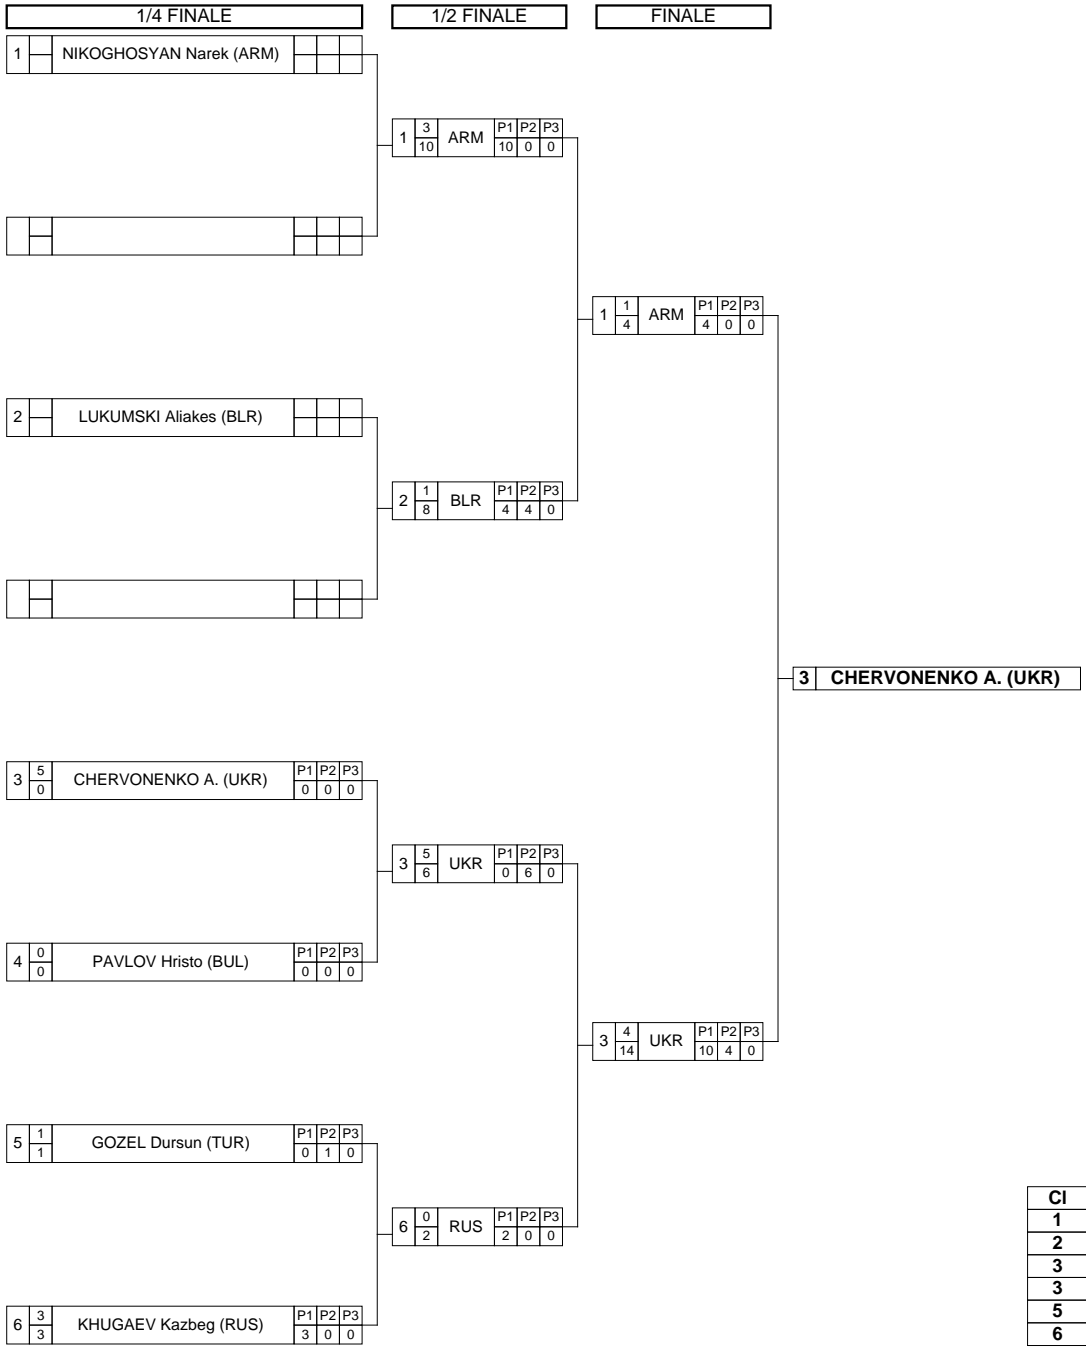 1/4 FINALE 1/2 FINALE FINALE
1 NIKOGHOSYAN Narek (ARM)
1 3 ARM P1 P2 P3
10 10 0 0
1 1 ARM P1 P2 P3
4 4 0 0
2 LUKUMSKI Aliakes (BLR)
2 1 BLR P1 P2 P3
8 4 4 0
3 CHERVONENKO A. (UKR)
3 5 CHERVONENKO A. (UKR) P1 P2 P3
0 0 0 0
3 5 UKR P1 P2 P3
6 0 6 0
4 0 PAVLOV Hristo (BUL) P1 P2 P3
0 0 0 0
3 4 UKR P1 P2 P3
14 10 4 0
5 1 GOZEL Dursun (TUR) P1 P2 P3
1 0 1 0
6 0 RUS P1 P2 P3
2 2 0 0
6 3 KHUGAEV Kazbeg (RUS) P1 P2 P3
3 3 0 0
Cl
1
2
3
3
5
6